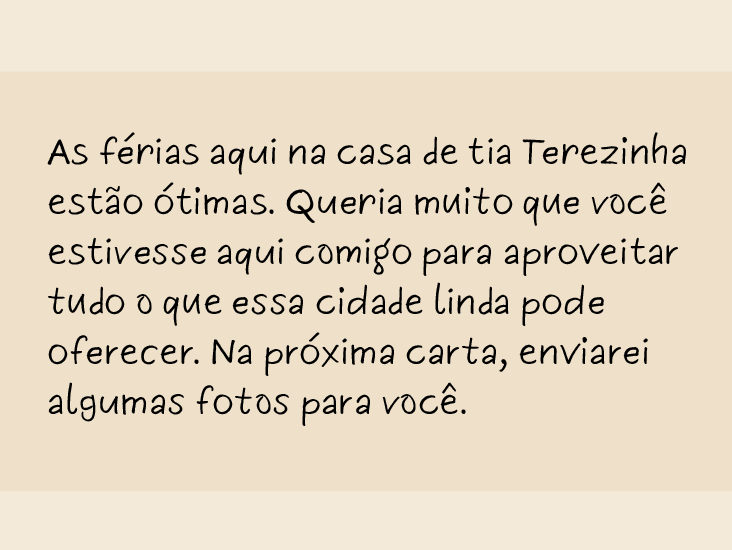 As férias aqui na casa de tia Terezinha
estão ótimas. Queria muito que você
estivesse aqui comigo para aproveitar
tudo o que essa cidade linda pode
oferecer. Na próxima carta, enviarei
algumas fotos para você.